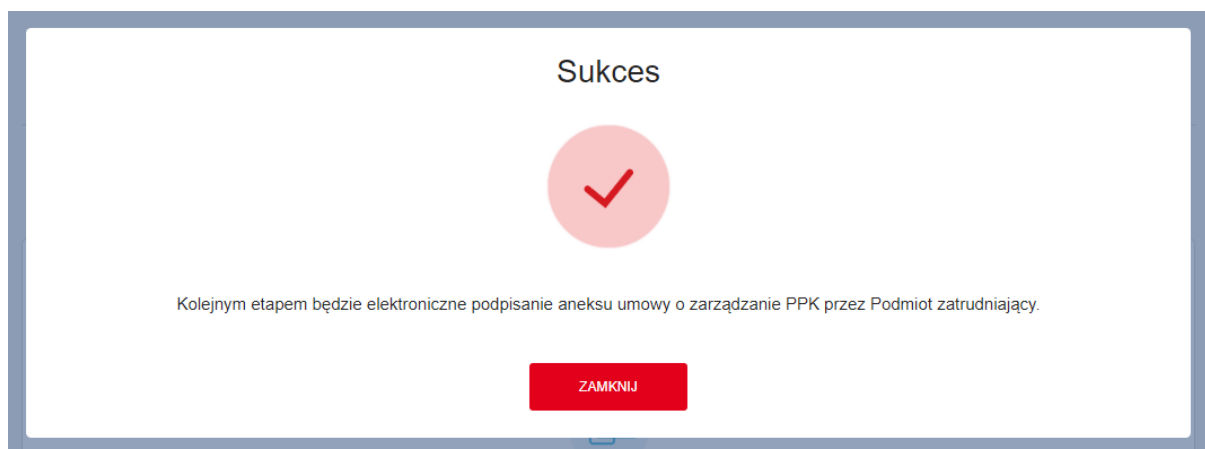 Sukces
Kolejnym etapem będzie elektroniczne podpisanie aneksu umowy o zarządzanie PPK przez Podmiot zatrudniający.
ZAMKNIJ